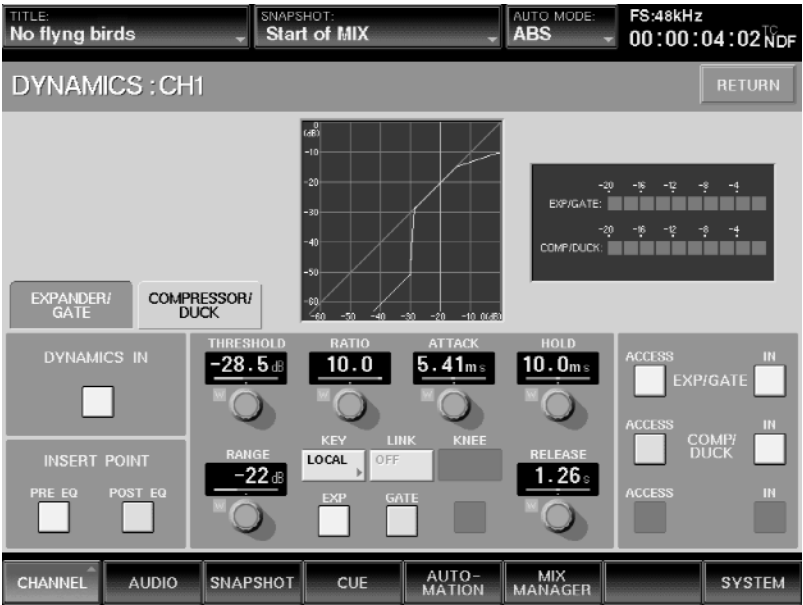 TITLE:
No flyng birds
SNAPSHOT:
Start of MIX
AUTO MODE:
ABS
FS:48kHz
TC
00:00:04:02 NDF
DYNAMICS : CH1
RETURN
0
(dB)
-10
-20
-30
-40
-50
-60
-60 -50 -40 -30 -20 -10 0(dB)
-20 -16 -12 -8 -4
EXP/GATE:
-20 -16 -12 -8 -4
COMP/DUCK:
EXPANDER/
GATE
COMPRESSOR/
DUCK
DYNAMICS IN
THRESHOLD
-28.5 dB
RATIO
10.0
ATTACK
5.41ms
HOLD
10.0ms
W
W
W
W
ACCESS
IN
EXP/GATE
ACCESS
IN
COMP/
DUCK
ACCESS
IN
INSERT POINT
PRE EQ
POST EQ
RANGE
-22 dB
W
KEY
LOCAL
LINK
OFF
KNEE
EXP
GATE
RELEASE
1.26s
W
CHANNEL
AUDIO
SNAPSHOT
CUE
AUTO-
MATION
MIX
MANAGER
SYSTEM